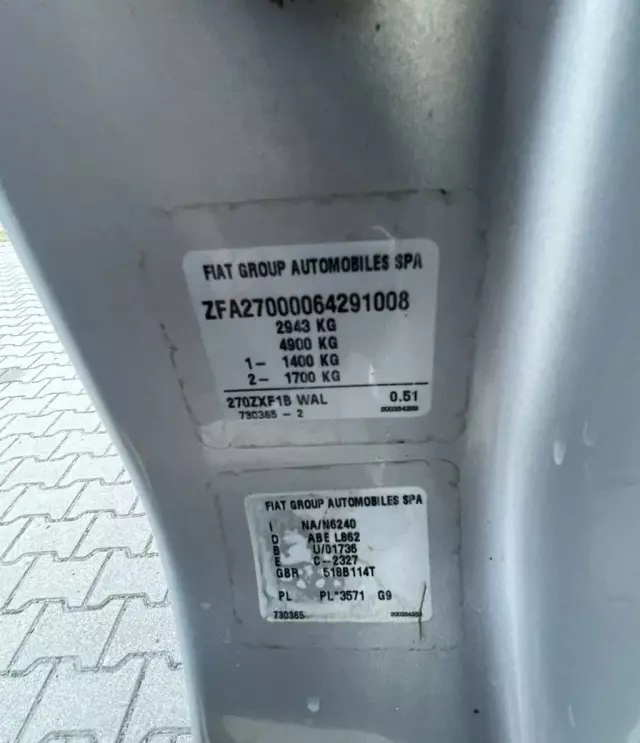 FIAT GROUP AUTOMOBILES SPA
ZFA27000064291008
2943 KG
4900 KG
1- 1400 KG
2- 1700 KG
270ZXF1B WAL 0.51
730365 - 2
FIAT GROUP AUTOMOBILES SPA
I NA/N6240
D ABE L862
B U/01736
E C-2327
GBR 518B114T
PL PL*3571 G9
730365